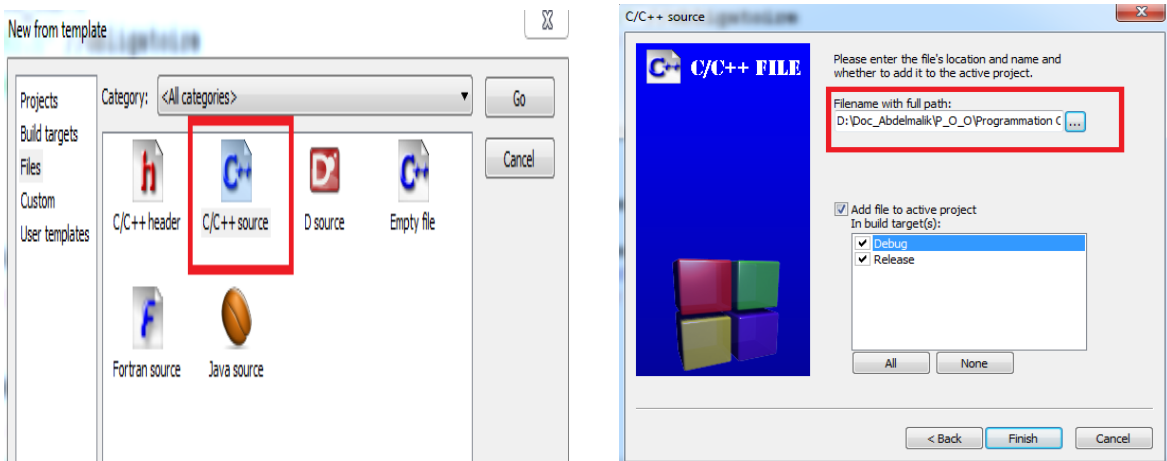 New from template
Projects
Build targets
Files
Custom
User templates
Category: <All categories>
Go
Cancel
C/C++ header
C/C++ source
D source
Empty file
Fortran source
Java source
C/C++ source
C/C++ FILE
Please enter the file's location and name and
whether to add it to the active project.
Filename with full path:
D:\Doc_Abdelmalik\P_O_O\Programmation C
...
Add file to active project
In build target(s):
Debug
Release
All
None
< Back
Finish
Cancel